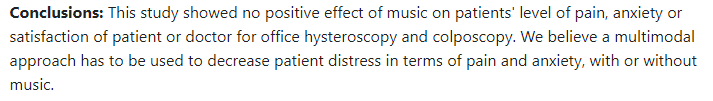 Conclusions: This study showed no positive effect of music on patients' level of pain, anxiety or
satisfaction of patient or doctor for office hysteroscopy and colposcopy. We believe a multimodal
approach has to be used to decrease patient distress in terms of pain and anxiety, with or without
music.